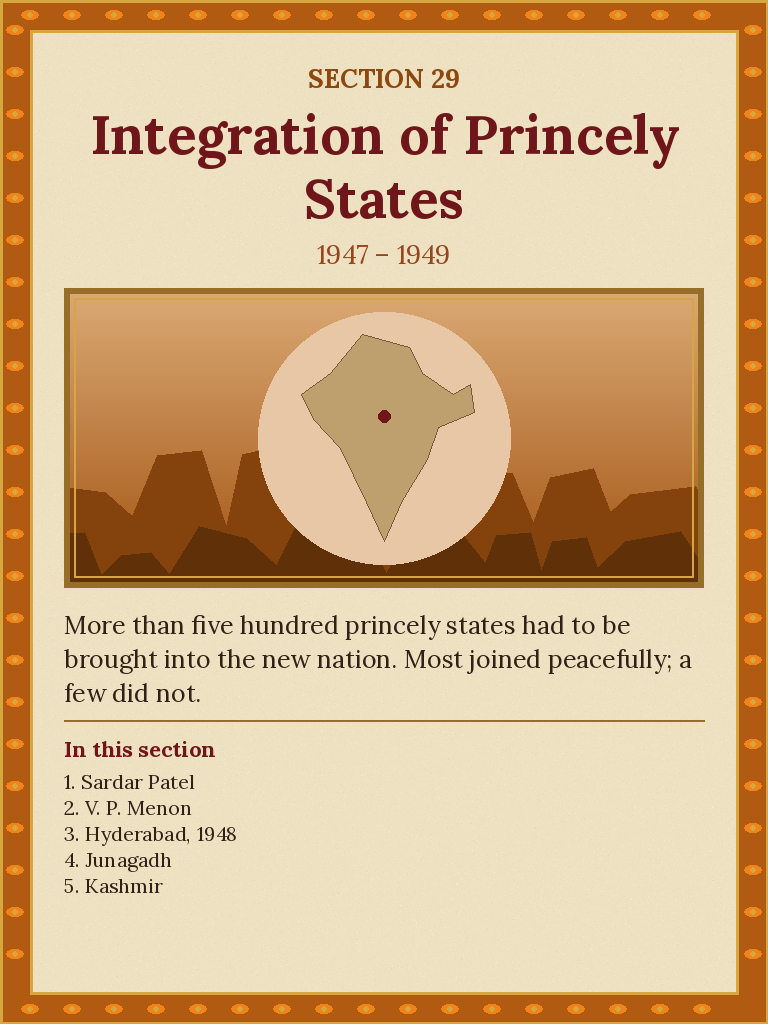 SECTION 29
Integration of Princely
States
1947 – 1949
More than five hundred princely states had to be
brought into the new nation. Most joined peacefully; a
few did not.
In this section
1. Sardar Patel
2. V. P. Menon
3. Hyderabad, 1948
4. Junagadh
5. Kashmir